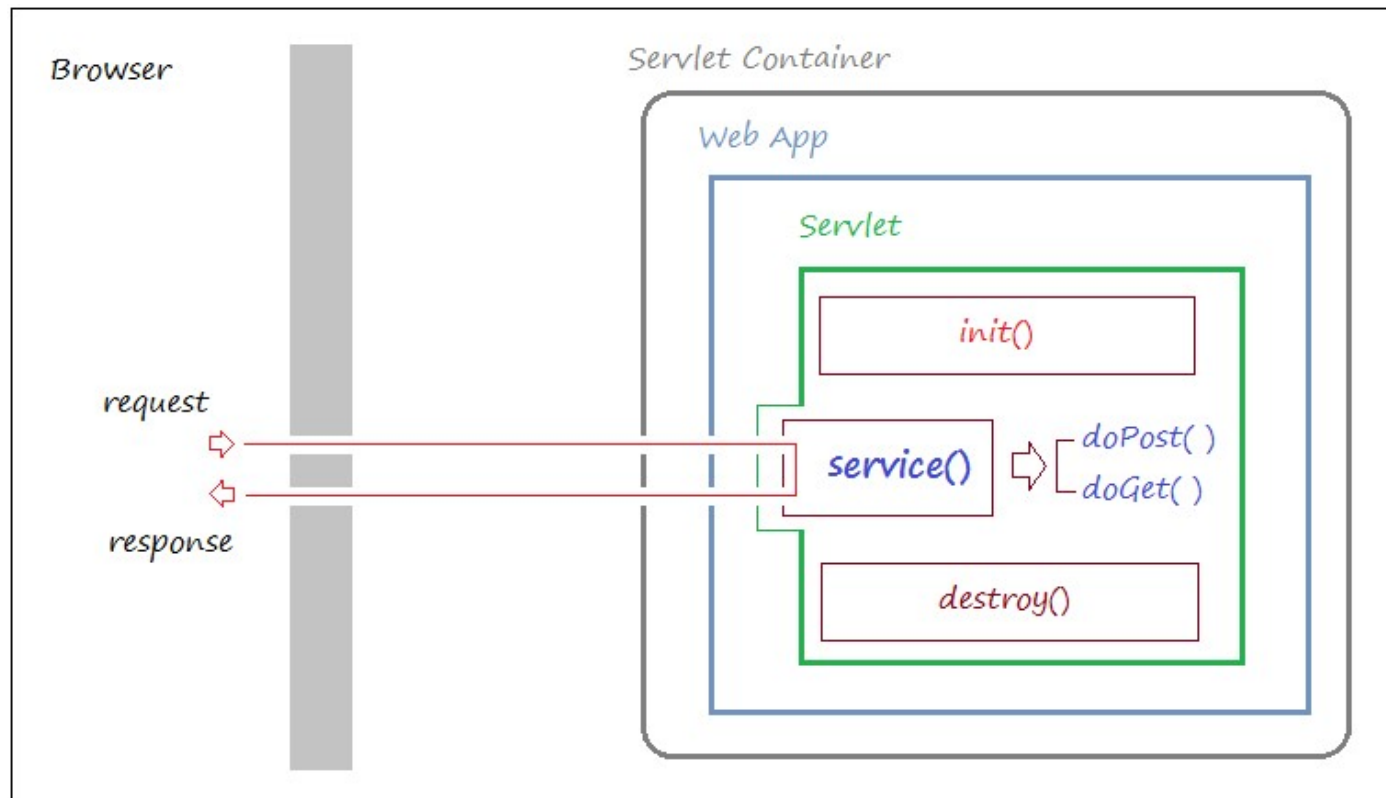 Browser
Servlet Container
Web App
Servlet
init()
request
doPost( )
service()
doGet( )
response
destroy()